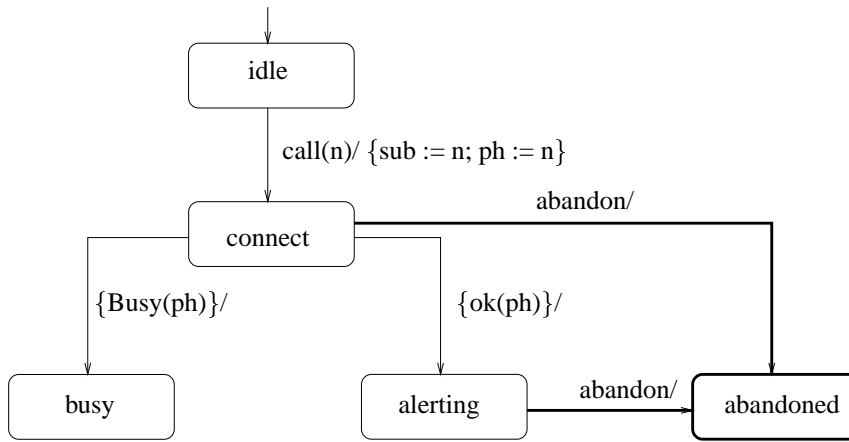 idle
call(n)/ {sub := n; ph := n}
abandon/
connect
{Busy(ph)}/
{ok(ph)}/
abandon/
busy
alerting
abandoned